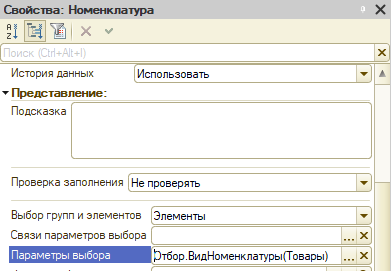 Свойства: Номенклатура
Поиск (Ctrl+Alt+I)
История данных Использовать
Представление:
Подсказка
Проверка заполнения Не проверять
Выбор групп и элементов Элементы
Связи параметров выбора ...
Параметры выбора Отбор.ВидНоменклатуры(Товары) ...